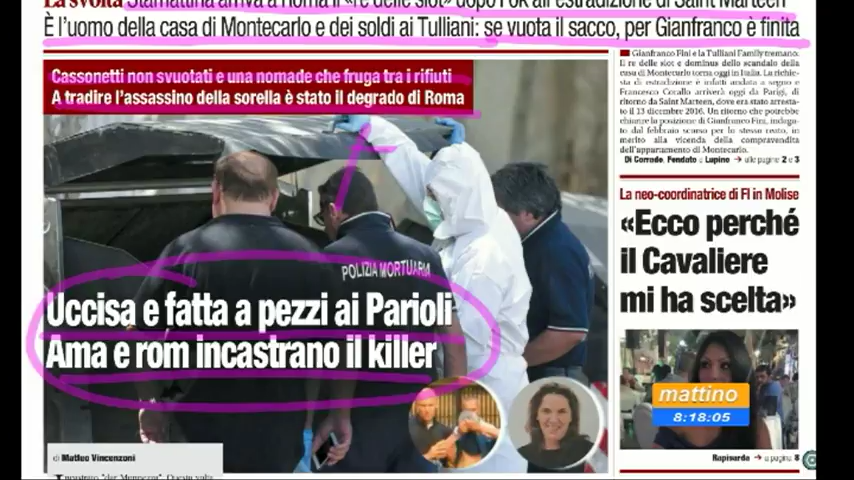 La svolta Stamattina arriva a Roma il «re delle slot» dopo l'ok all'estradizione di Saint Marteen
È l'uomo della casa di Montecarlo e dei soldi ai Tulliani: se vuota il sacco, per Gianfranco è finita
Cassonetti non svuotati e una nomade che fruga tra i rifiuti
A tradire l'assassino della sorella è stato il degrado di Roma
POLIZIA MORTUARIA
Uccisa e fatta a pezzi ai Parioli
Ama e rom incastrano il killer
di Matteo Vincenzoni
Gianfranco Fini e la Tulliani Family tremano.
Il re delle slot e dominus dello scandalo della
casa di Montecarlo torna oggi in Italia. La richie-
sta di estradizione è infatti andata a segno e
Francesco Corallo arriverà oggi da Parigi, di
ritorno da Saint Marteen, dove era stato arresta-
to il 13 dicembre 2016. Un ritorno che potrebbe
chiarire la posizione di Gianfranco Fini, indaga-
to dal febbraio scorso per lo stesso reato, in
merito alla vicenda della compravendita
dell'appartamento di Montecarlo.
Di Corrado, Fendato e Lupino → alle pagine 2 e 3
La neo-coordinatrice di FI in Molise
«Ecco perché
il Cavaliere
mi ha scelta»
mattino
8:18:05
Rapisarda → a pagina 8